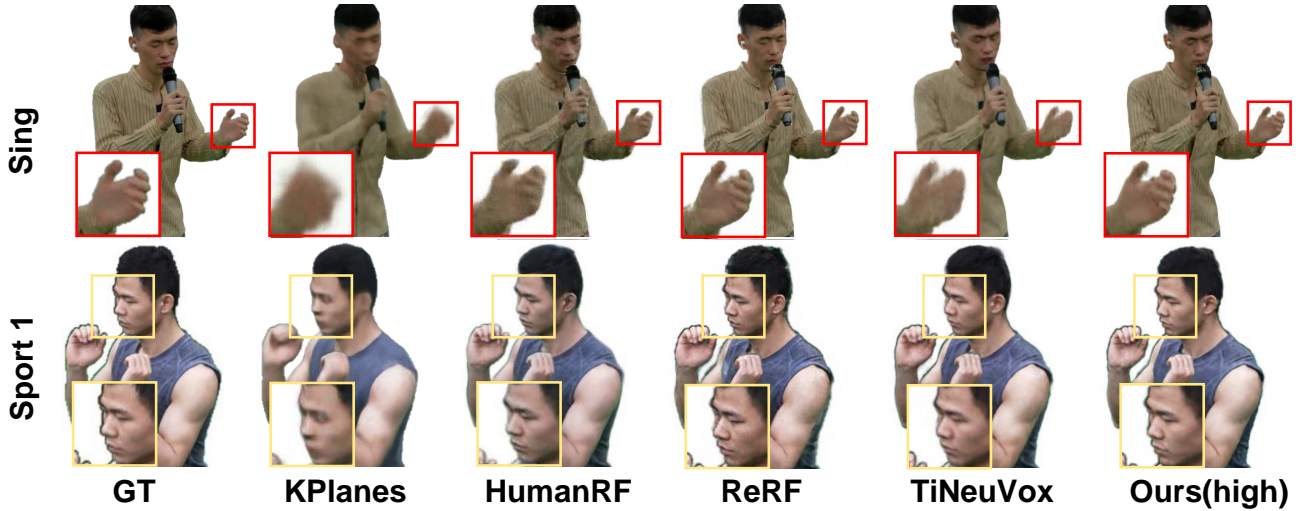 Sing
Sport 1
GT KPlanes HumanRF ReRF TiNeuVox Ours(high)